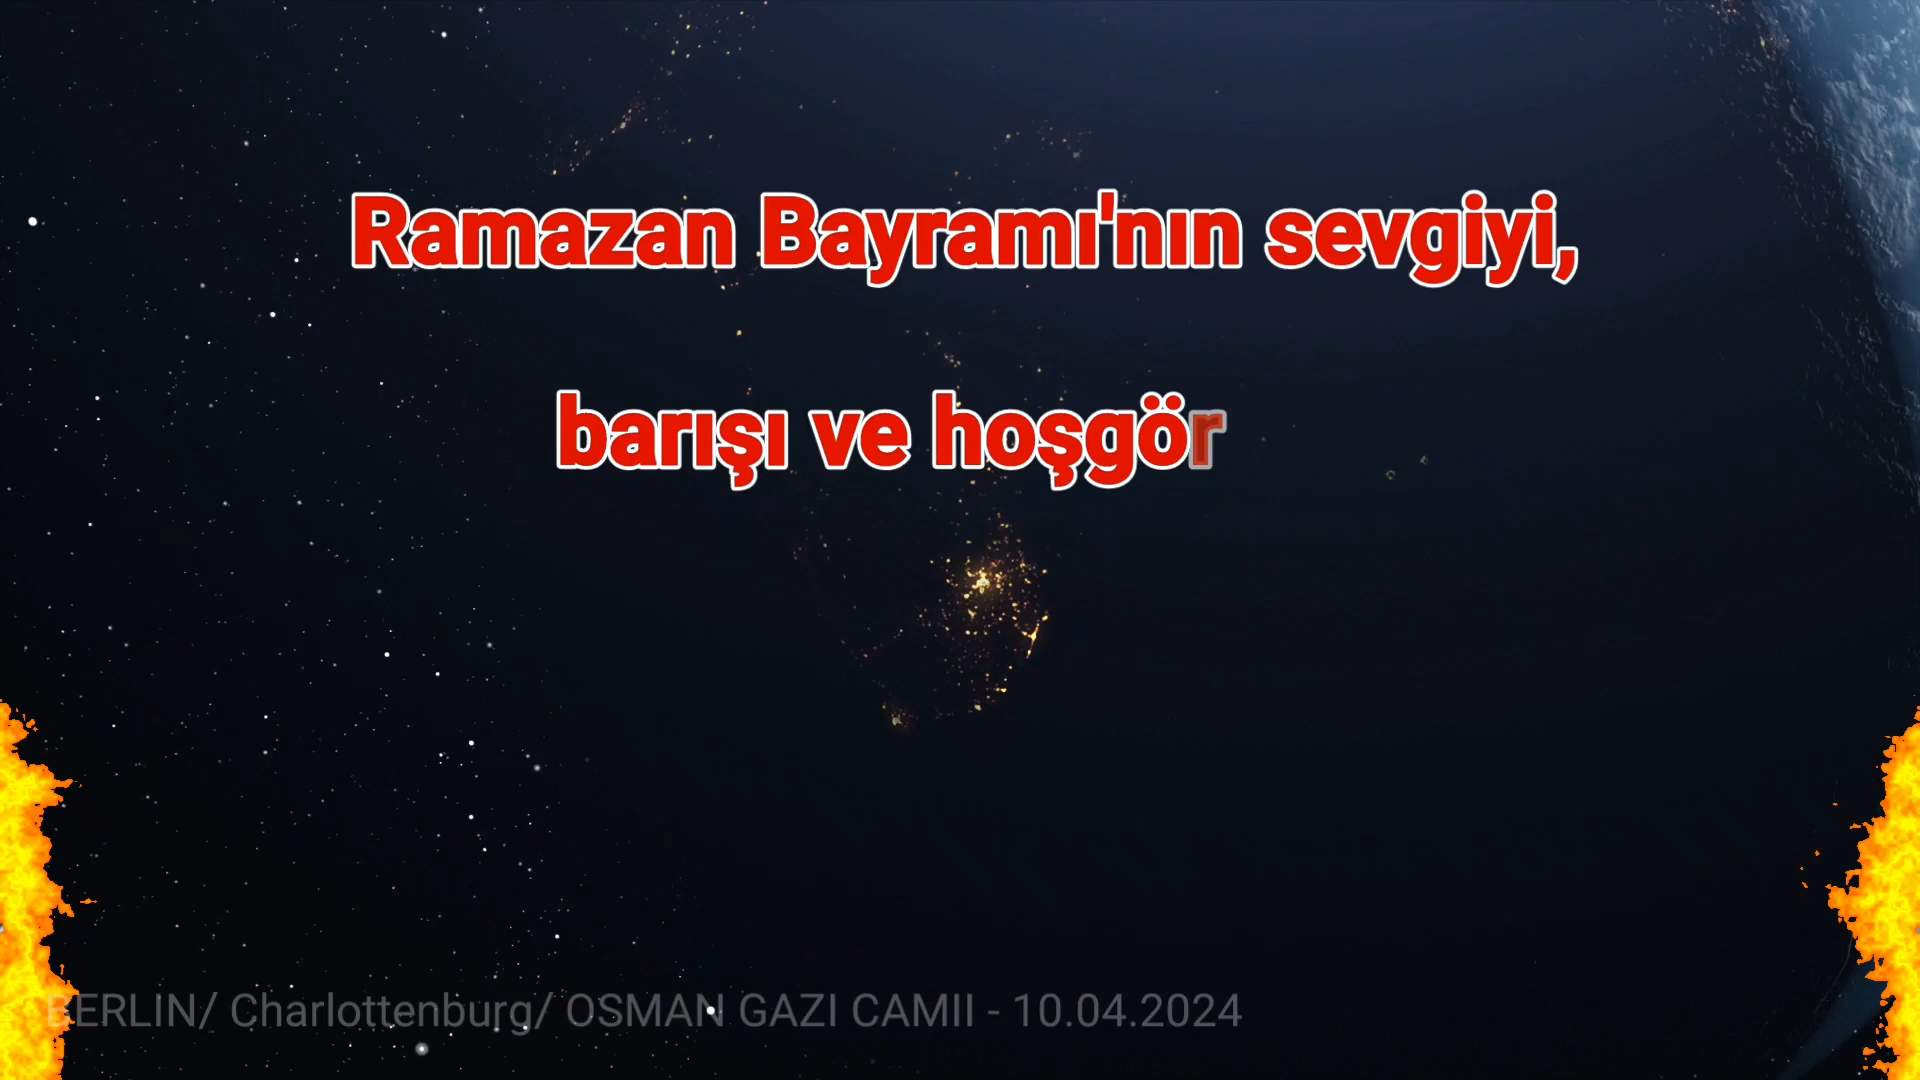 Ramazan Bayramı'nın sevgiyi,
barışı ve hoşgör
BERLIN/ Charlottenburg/ OSMAN GAZI CAMII - 10.04.2024